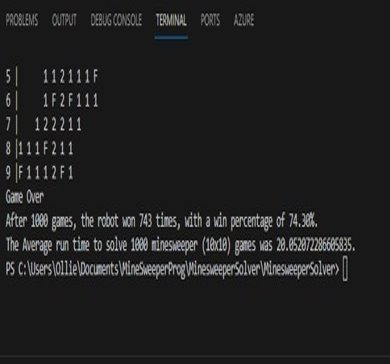 PROBLEMS OUTPUT DEBUG CONSOLE TERMINAL PORTS AZURE
5 |      1 1 2 1 1 1 F
6 |      1 F 2 F 1 1 1
7 |    1 2 2 2 1 1
8 |1 1 1 F 2 1 1
9 |F 1 1 1 2 F 1
Game Over
After 1000 games, the robot won 743 times, with a win percentage of 74.30%.
The Average run time to solve 1000 minesweeper (10x10) games was 20.052072286605835.
PS C:\Users\Ollie\Documents\MineSweeperProg\MinesweeperSolver\MinesweeperSolver>